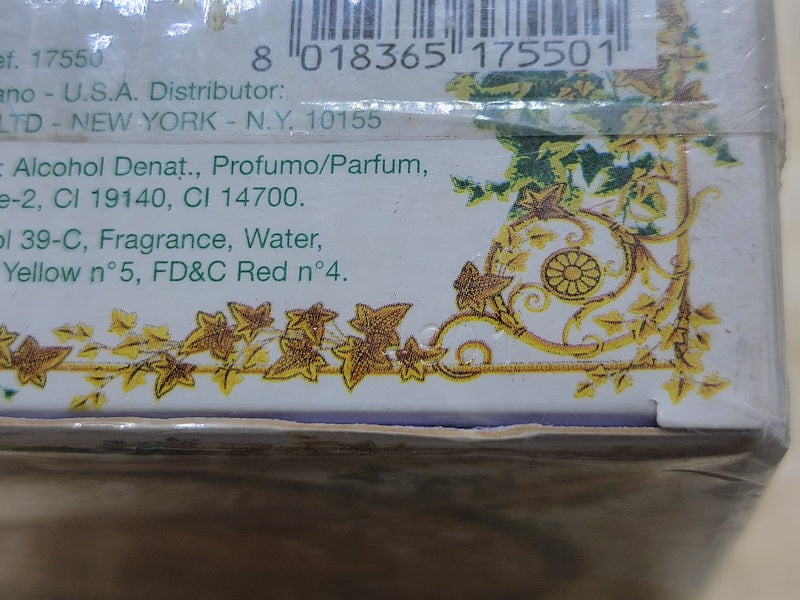 8 018365 175501
ef. 17550
ano - U.S.A. Distributor:
LTD - NEW YORK - N.Y. 10155
: Alcohol Denat., Profumo/Parfum,
e-2, CI 19140, CI 14700.
ol 39-C, Fragrance, Water,
Yellow n°5, FD&C Red n°4.